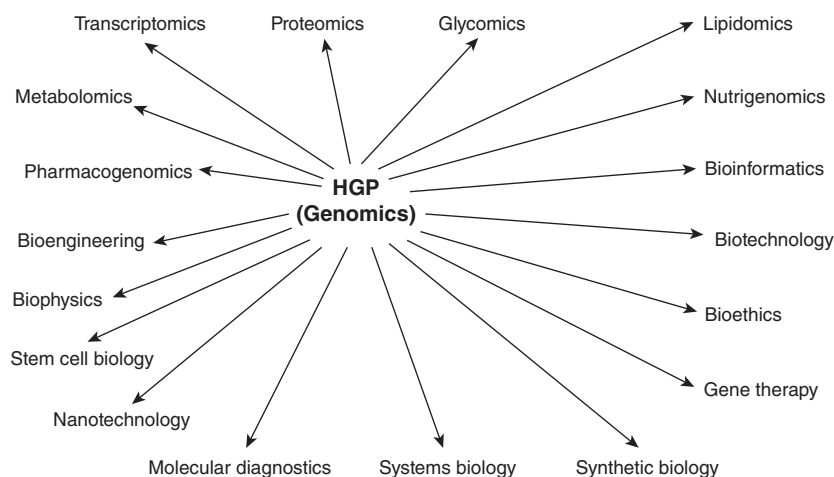 Transcriptomics
Proteomics
Glycomics
Lipidomics
Metabolomics
Nutrigenomics
Pharmacogenomics
Bioinformatics
HGP
(Genomics)
Bioengineering
Biotechnology
Biophysics
Bioethics
Stem cell biology
Gene therapy
Nanotechnology
Molecular diagnostics
Systems biology
Synthetic biology